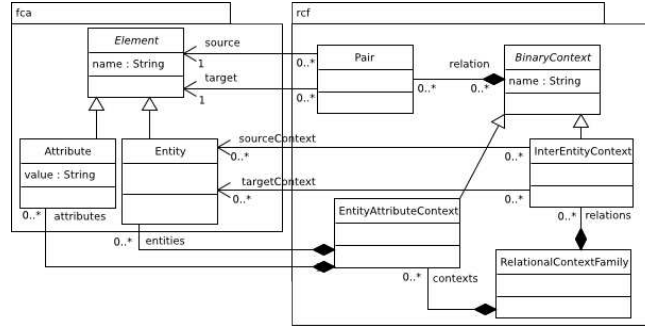 fca
rcf
Element
name : String
source
0..*
1
target
0..*
1
Pair
relation
0..*
0..*
BinaryContext
name : String
Attribute
value : String
Entity
sourceContext
0..*
0..*
InterEntityContext
targetContext
0..*
0..*
0..*
attributes
0..*
entities
EntityAttributeContext
0..*
relations
0..*
contexts
RelationalContextFamily